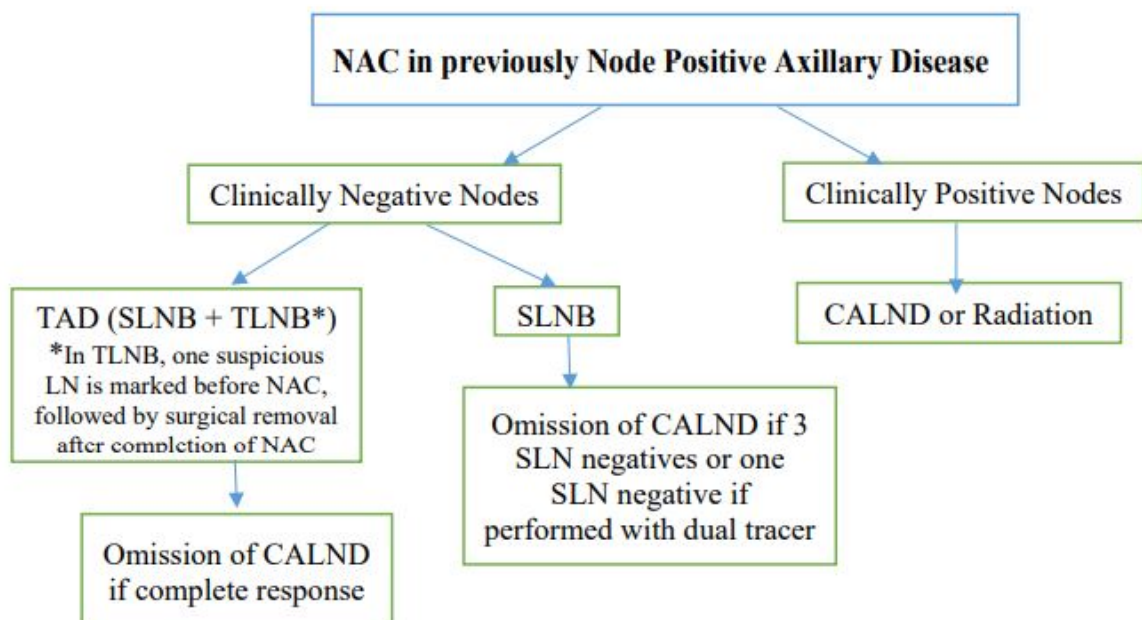 NAC in previously Node Positive Axillary Disease
Clinically Negative Nodes
Clinically Positive Nodes
TAD (SLNB + TLNB*)
*In TLNB, one suspicious
LN is marked before NAC,
followed by surgical removal
after completion of NAC
SLNB
CALND or Radiation
Omission of CALND if 3
SLN negatives or one
SLN negative if
performed with dual tracer
Omission of CALND
if complete response